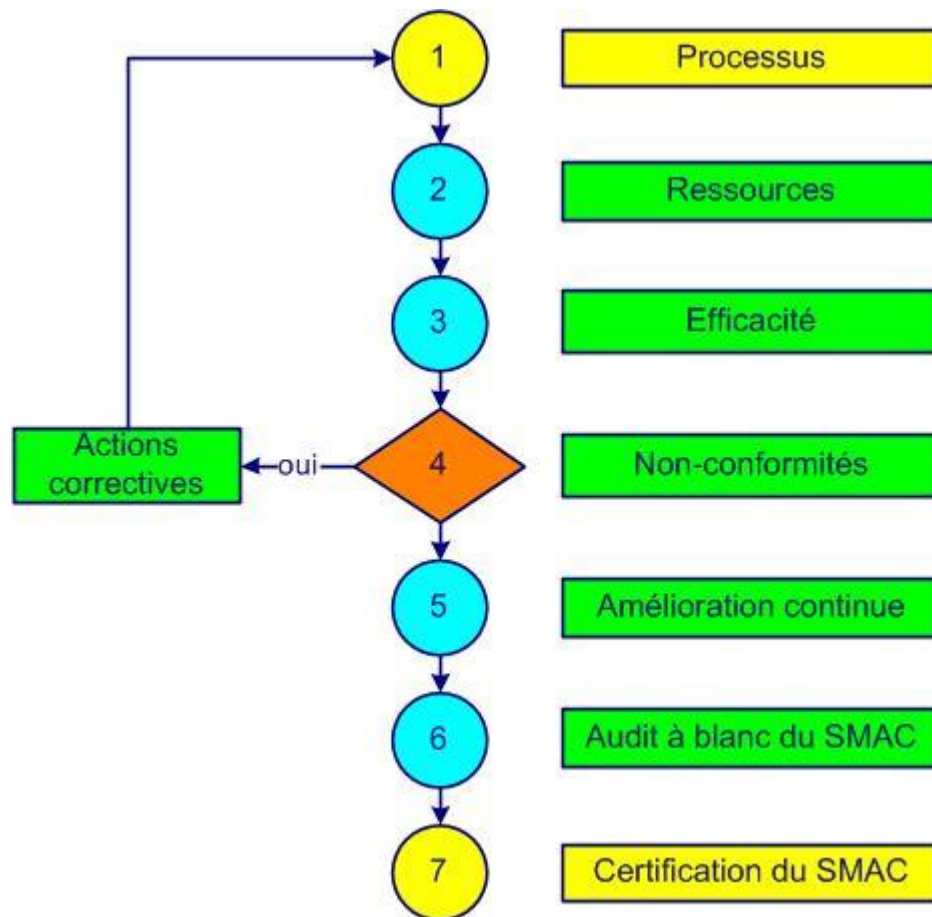 1
Processus
2
Ressources
3
Efficacité
Actions
correctives
oui
4
Non-conformités
5
Amélioration continue
6
Audit à blanc du SMAC
7
Certification du SMAC